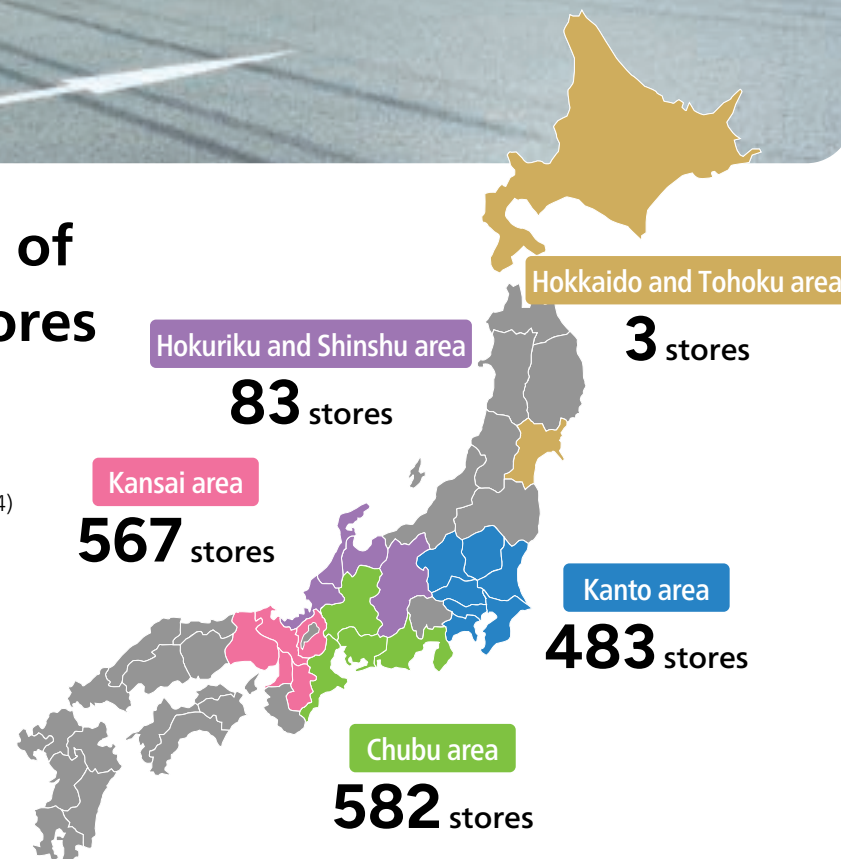 of
ores
4)
Hokkaido and Tohoku area
3 stores
Hokuriku and Shinshu area
83 stores
Kansai area
567 stores
Kanto area
483 stores
Chubu area
582 stores